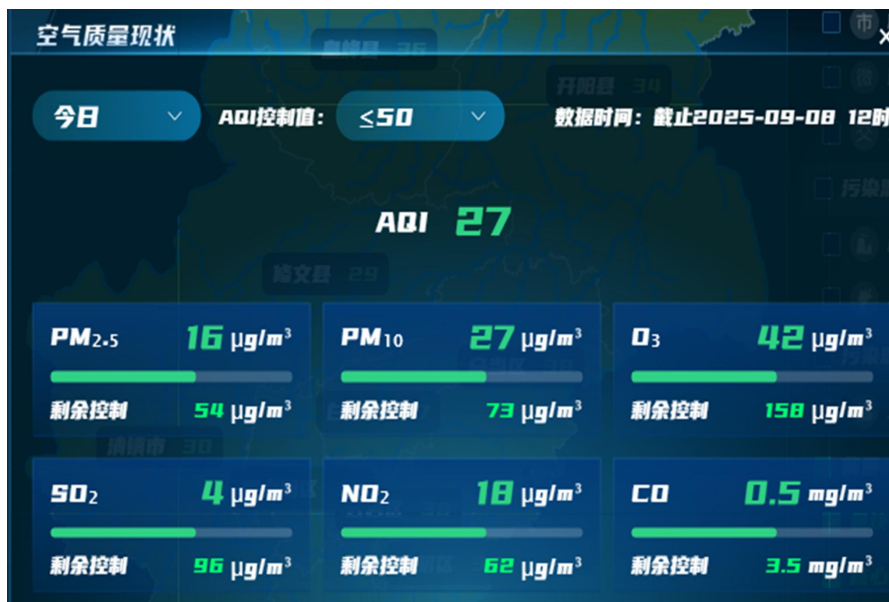 空气质量现状
息烽县 36
市
开阳县 34
今日 AQI控制值: ≤50 数据时间: 截止2025-09-08 12时
污染
AQI 27
修文县 29
PM2.5 16 μg/m³ PM10 27 μg/m³ O3 42 μg/m³
剩余控制 54 μg/m³ 剩余控制 73 μg/m³ 剩余控制 158 μg/m³
清镇市 30
SO2 4 μg/m³ NO2 18 μg/m³ CO 0.5 mg/m³
剩余控制 96 μg/m³ 剩余控制 62 μg/m³ 剩余控制 3.5 mg/m³